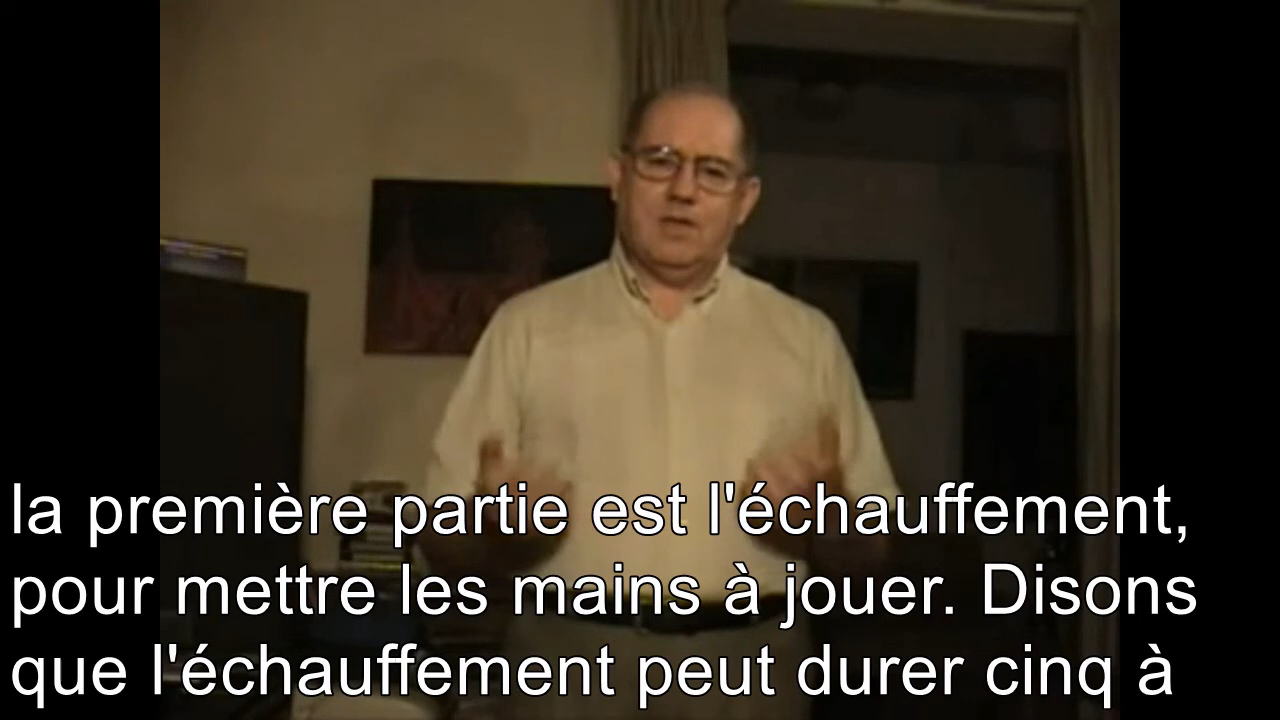 la première partie est l'échauffement,
pour mettre les mains à jouer. Disons
que l'échauffement peut durer cinq à